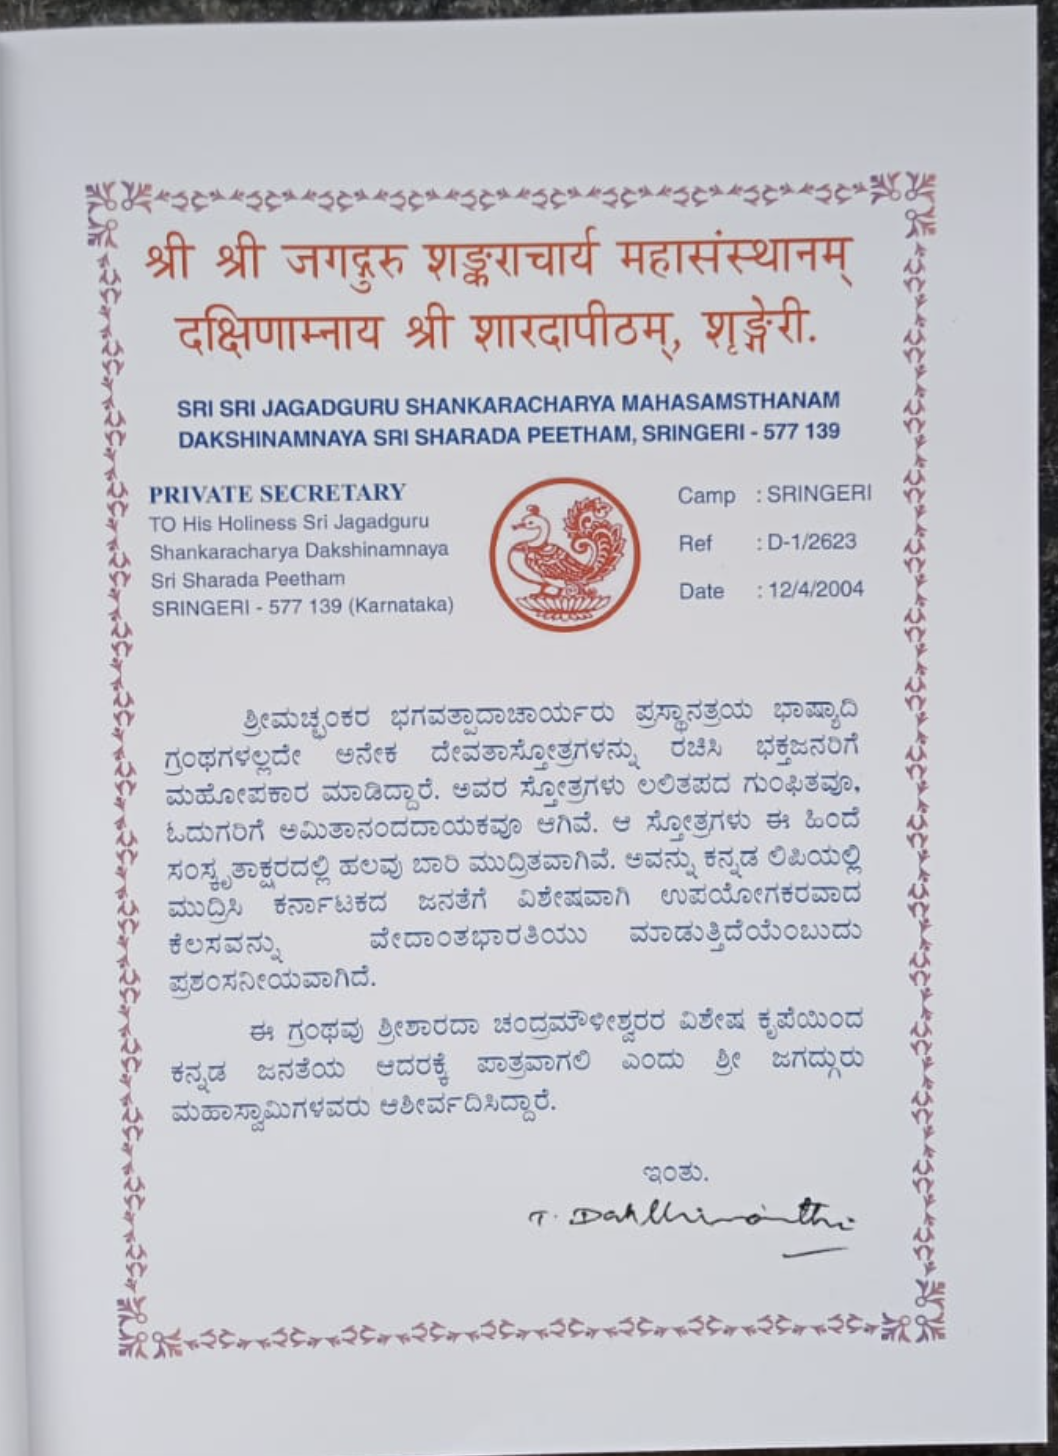 श्री श्री जगद्गुरु शङ्कराचार्य महासंस्थानम्
दक्षिणाम्नाय श्री शारदापीठम्, शृङ्गेरी.
SRI SRI JAGADGURU SHANKARACHARYA MAHASAMSTHANAM
DAKSHINAMNAYA SRI SHARADA PEETHAM, SRINGERI - 577 139
PRIVATE SECRETARY
TO His Holiness Sri Jagadguru
Shankaracharya Dakshinamnaya
Sri Sharada Peetham
SRINGERI - 577 139 (Karnataka)
Camp : SRINGERI
Ref : D-1/2623
Date : 12/4/2004
ಶ್ರೀಮಚ್ಛಂಕರ ಭಗವತ್ಪಾದಾಚಾರ್ಯರು ಪ್ರಸ್ಥಾನತ್ರಯ ಭಾಷ್ಯಾದಿ
ಗ್ರಂಥಗಳಲ್ಲದೇ ಅನೇಕ ದೇವತಾಸ್ತೋತ್ರಗಳನ್ನು ರಚಿಸಿ ಭಕ್ತಜನರಿಗೆ
ಮಹೋಪಕಾರ ಮಾಡಿದ್ದಾರೆ. ಅವರ ಸ್ತೋತ್ರಗಳು ಲಲಿತಪದ ಗುಂಫಿತವೂ,
ಓದುಗರಿಗೆ ಅಮಿತಾನಂದದಾಯಕವೂ ಆಗಿವೆ. ಆ ಸ್ತೋತ್ರಗಳು ಈ ಹಿಂದೆ
ಸಂಸ್ಕೃತಾಕ್ಷರದಲ್ಲಿ ಹಲವು ಬಾರಿ ಮುದ್ರಿತವಾಗಿವೆ. ಅವನ್ನು ಕನ್ನಡ ಲಿಪಿಯಲ್ಲಿ
ಮುದ್ರಿಸಿ ಕರ್ನಾಟಕದ ಜನತೆಗೆ ವಿಶೇಷವಾಗಿ ಉಪಯೋಗಕರವಾದ
ಕೆಲಸವನ್ನು ವೇದಾಂತಭಾರತಿಯು ಮಾಡುತ್ತಿದೆಯೆಂಬುದು
ಪ್ರಶಂಸನೀಯವಾಗಿದೆ.
ಈ ಗ್ರಂಥವು ಶ್ರೀಶಾರದಾ ಚಂದ್ರಮೌಳೀಶ್ವರರ ವಿಶೇಷ ಕೃಪೆಯಿಂದ
ಕನ್ನಡ ಜನತೆಯ ಆದರಕ್ಕೆ ಪಾತ್ರವಾಗಲಿ ಎಂದು ಶ್ರೀ ಜಗದ್ಗುರು
ಮಹಾಸ್ವಾಮಿಗಳವರು ಆಶೀರ್ವದಿಸಿದ್ದಾರೆ.
ಇಂತು.